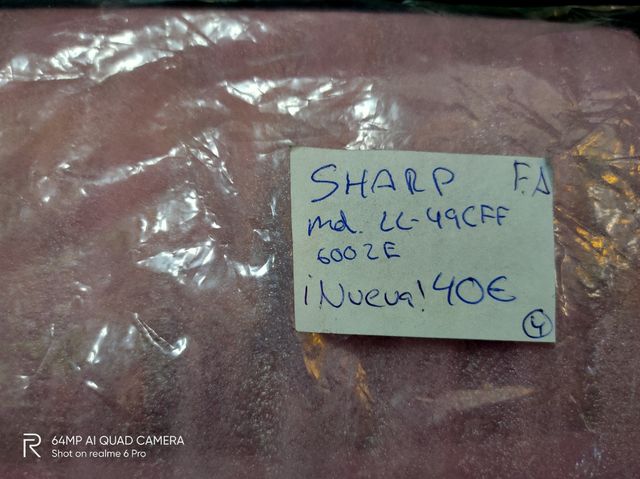 SHARP F.A
md. LC-49CFF
6002E
¡Nueva! 40€
4
64MP AI QUAD CAMERA
Shot on realme 6 Pro